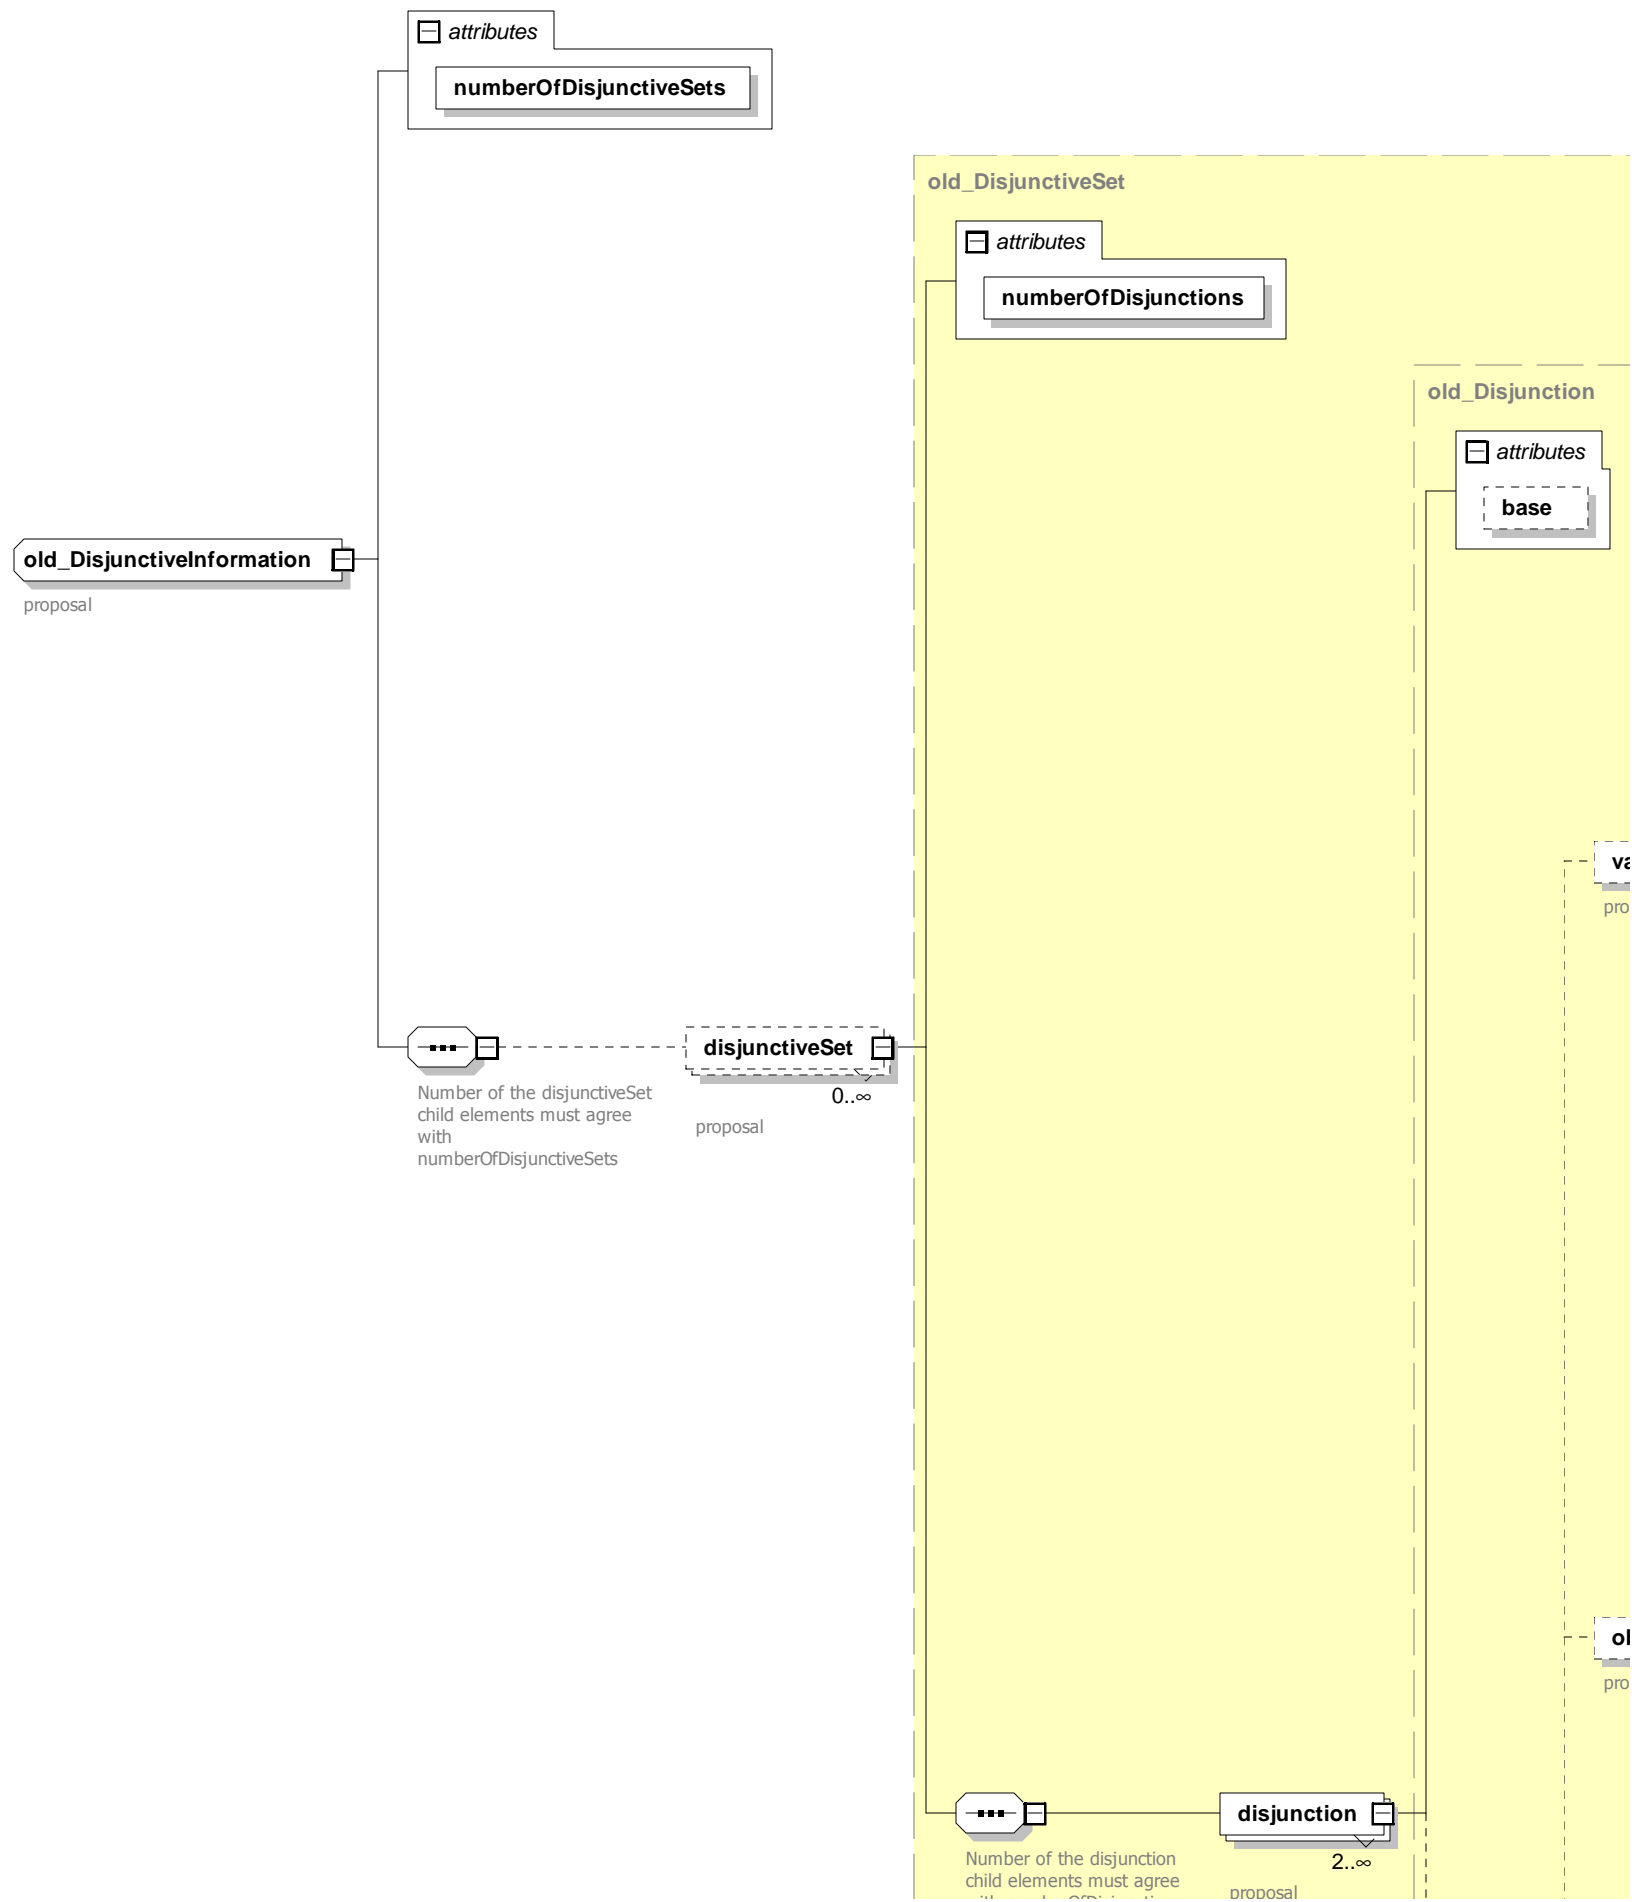 attributes
numberOfDisjunctiveSets
old_DisjunctiveSet
attributes
numberOfDisjunctions
old_Disjunction
attributes
base
old_DisjunctiveInformation
proposal
disjunctiveSet
0..∞
proposal
Number of the disjunctiveSet
child elements must agree
with
numberOfDisjunctiveSets
disjunction
2..∞
proposal
Number of the disjunction
child elements must agree